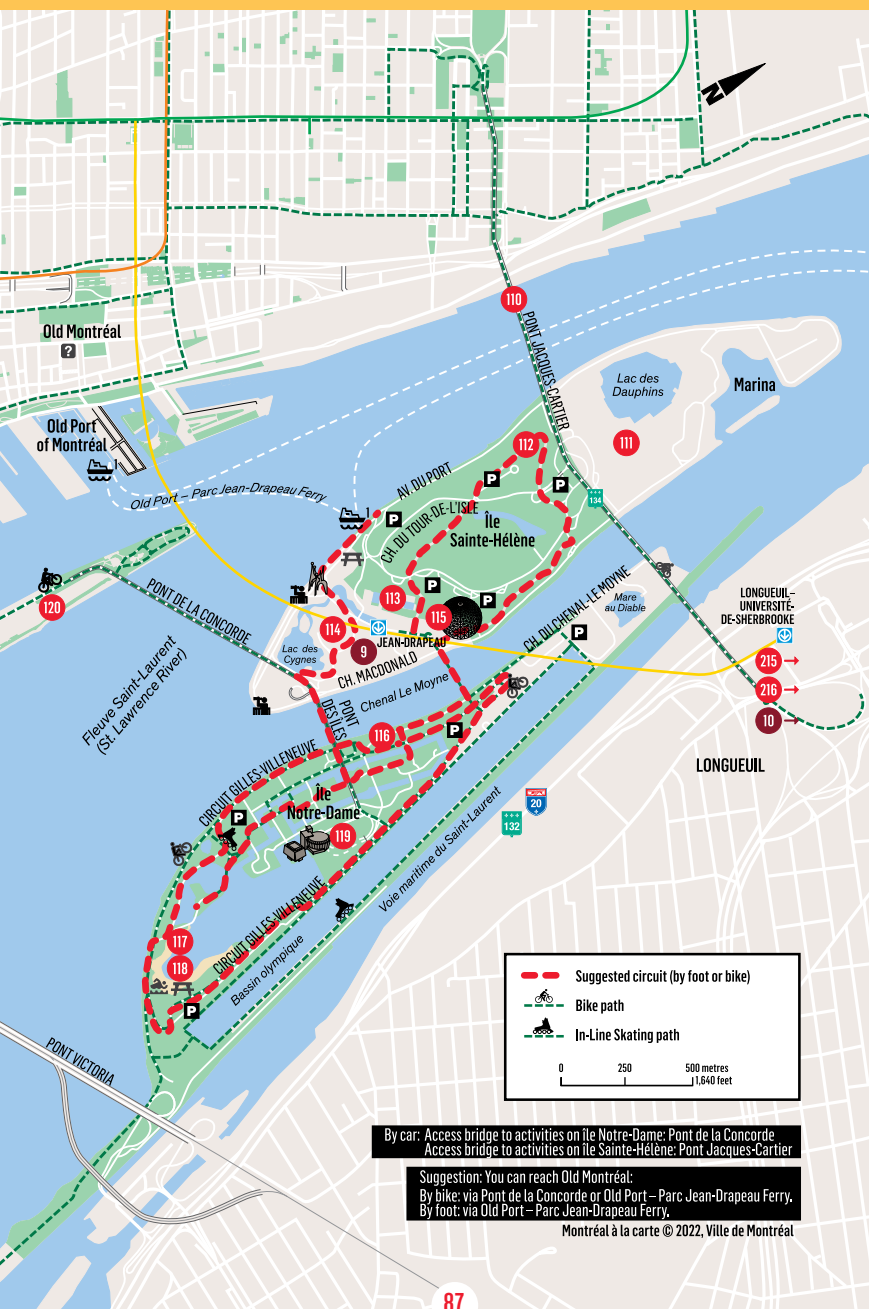 N
Old Montréal
?
110
PONT JACQUES-CARTIER
Lac des
Dauphins
Marina
Old Port
of Montréal
1
112
111
AV. DU PORT
P
P
134
Old Port – Parc Jean-Drapeau Ferry
1
P
CH. DU TOUR-DE-L'ISLE
Île
Sainte-Hélène
120
PONT DE LA CONCORDE
113
P
P
115
CH. DU CHENAL-LE MOYNE
Mare
au Diable
LONGUEUIL–
UNIVERSITÉ-
DE-SHERBROOKE
114
JEAN-DRAPEAU
P
Lac des
Cygnes
9
CH. MACDONALD
215
216
10
Fleuve Saint-Laurent
(St. Lawrence River)
Chenal Le Moyne
PONT
DES ÎLES
116
P
LONGUEUIL
CIRCUIT GILLES-VILLENEUVE
P
Île
Notre-Dame
119
20
132
Voie maritime du Saint-Laurent
CIRCUIT GILLES-VILLENEUVE
117
118
Bassin olympique
P
PONT VICTORIA
Suggested circuit (by foot or bike)
Bike path
In-Line Skating path
0 250 500 metres
1,640 feet
By car: Access bridge to activities on île Notre-Dame: Pont de la Concorde
Access bridge to activities on île Sainte-Hélène: Pont Jacques-Cartier
Suggestion: You can reach Old Montréal:
By bike: via Pont de la Concorde or Old Port – Parc Jean-Drapeau Ferry.
By foot: via Old Port – Parc Jean-Drapeau Ferry.
Montréal à la carte © 2022, Ville de Montréal
87